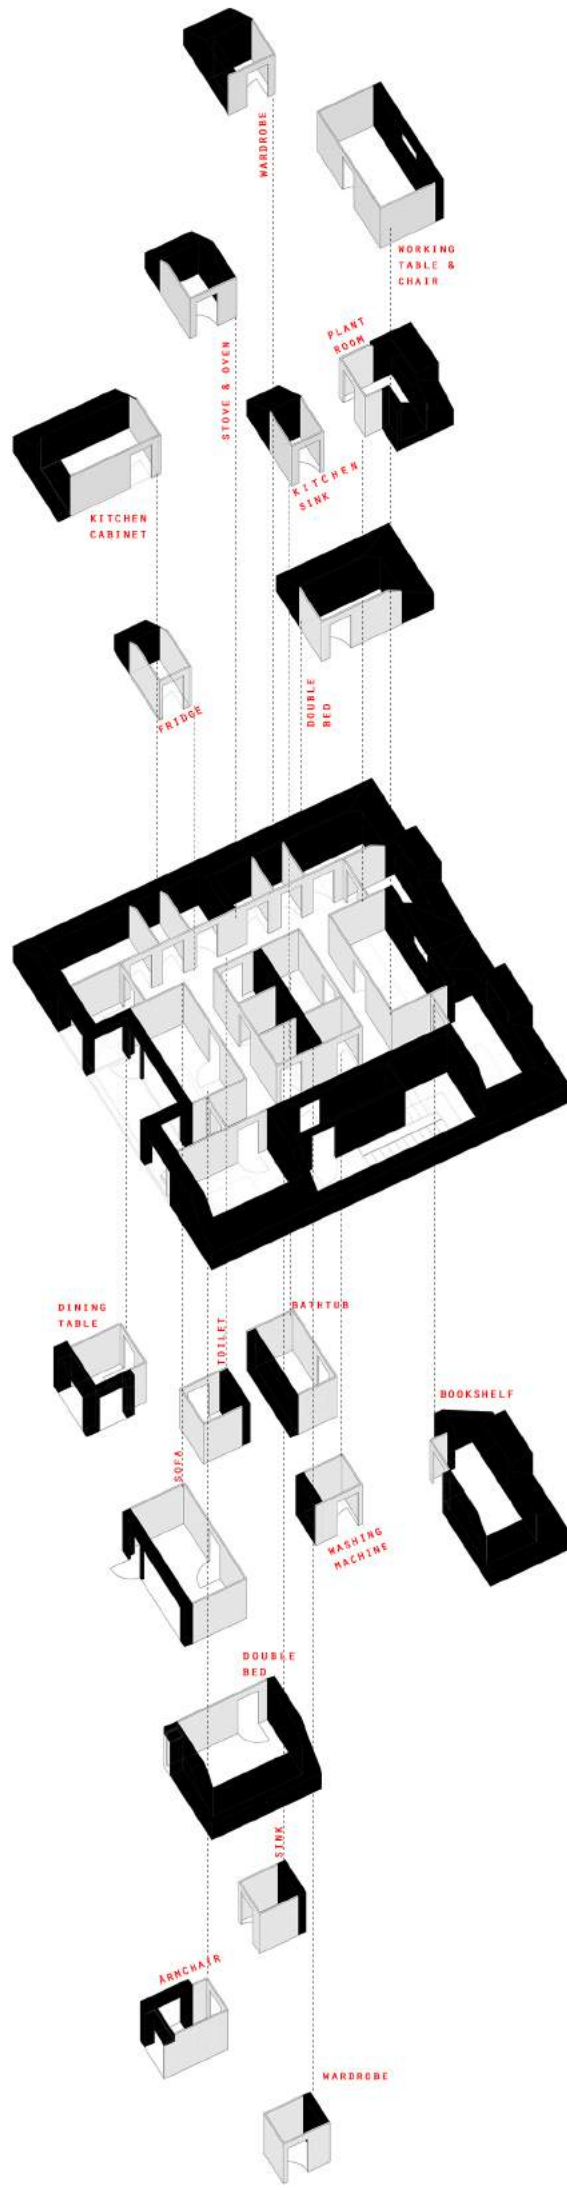 WARDROBE
WORKING
TABLE &
CHAIR
PLANT
ROOM
STOVE & OVEN
KITCHEN
SINK
KITCHEN
CABINET
DOUBLE
BED
FRIDGE
DINING
TABLE
TOILET
BATHTUB
BOOKSHELF
SOFA
WASHING
MACHINE
DOUBLE
BED
SINK
ARMCHAIR
WARDROBE